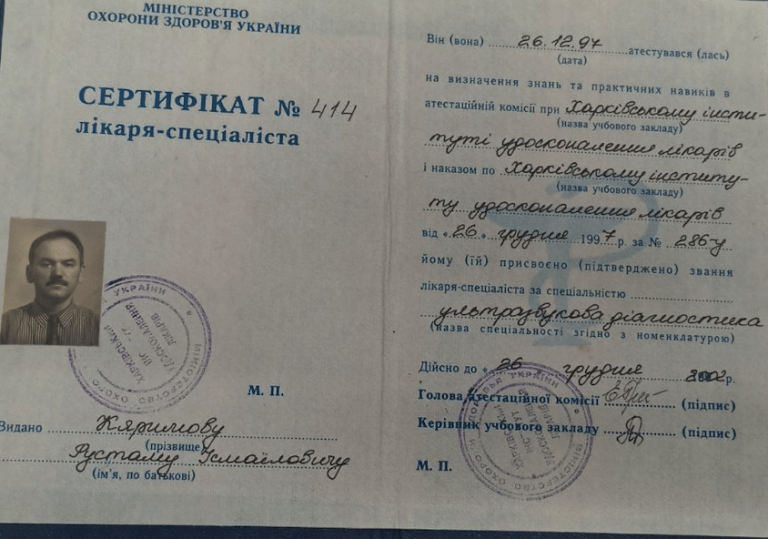 МІНІСТЕРСТВО
ОХОРОНИ ЗДОРОВ'Я УКРАЇНИ
СЕРТИФІКАТ № 414
лікаря-спеціаліста
М. П.
Видано Кяримову
(прізвище)
Рустаму Ісмаїловичу
(ім'я, по батькові)
Він (вона) 26.12.97 атестувався (лась)
(дата)
на визначення знань та практичних навиків в
атестаційній комісії при Харківському інсти-
(назва учбового закладу)
туті удосконалення лікарів
і наказом по Харківському інституту-
(назва учбового закладу)
ту удосконалення лікарів
від «26» грудня 1997 р. за № 286-у
йому (їй) присвоєно (підтверджено) звання
лікаря-спеціаліста за спеціальністю
ультразвукова діагностика
(назва спеціальності згідно з номенклатурою)
Дійсно до «26 грудня 2002р.
Голова атестаційної комісії (підпис)
Керівник учбового закладу (підпис)
М. П.